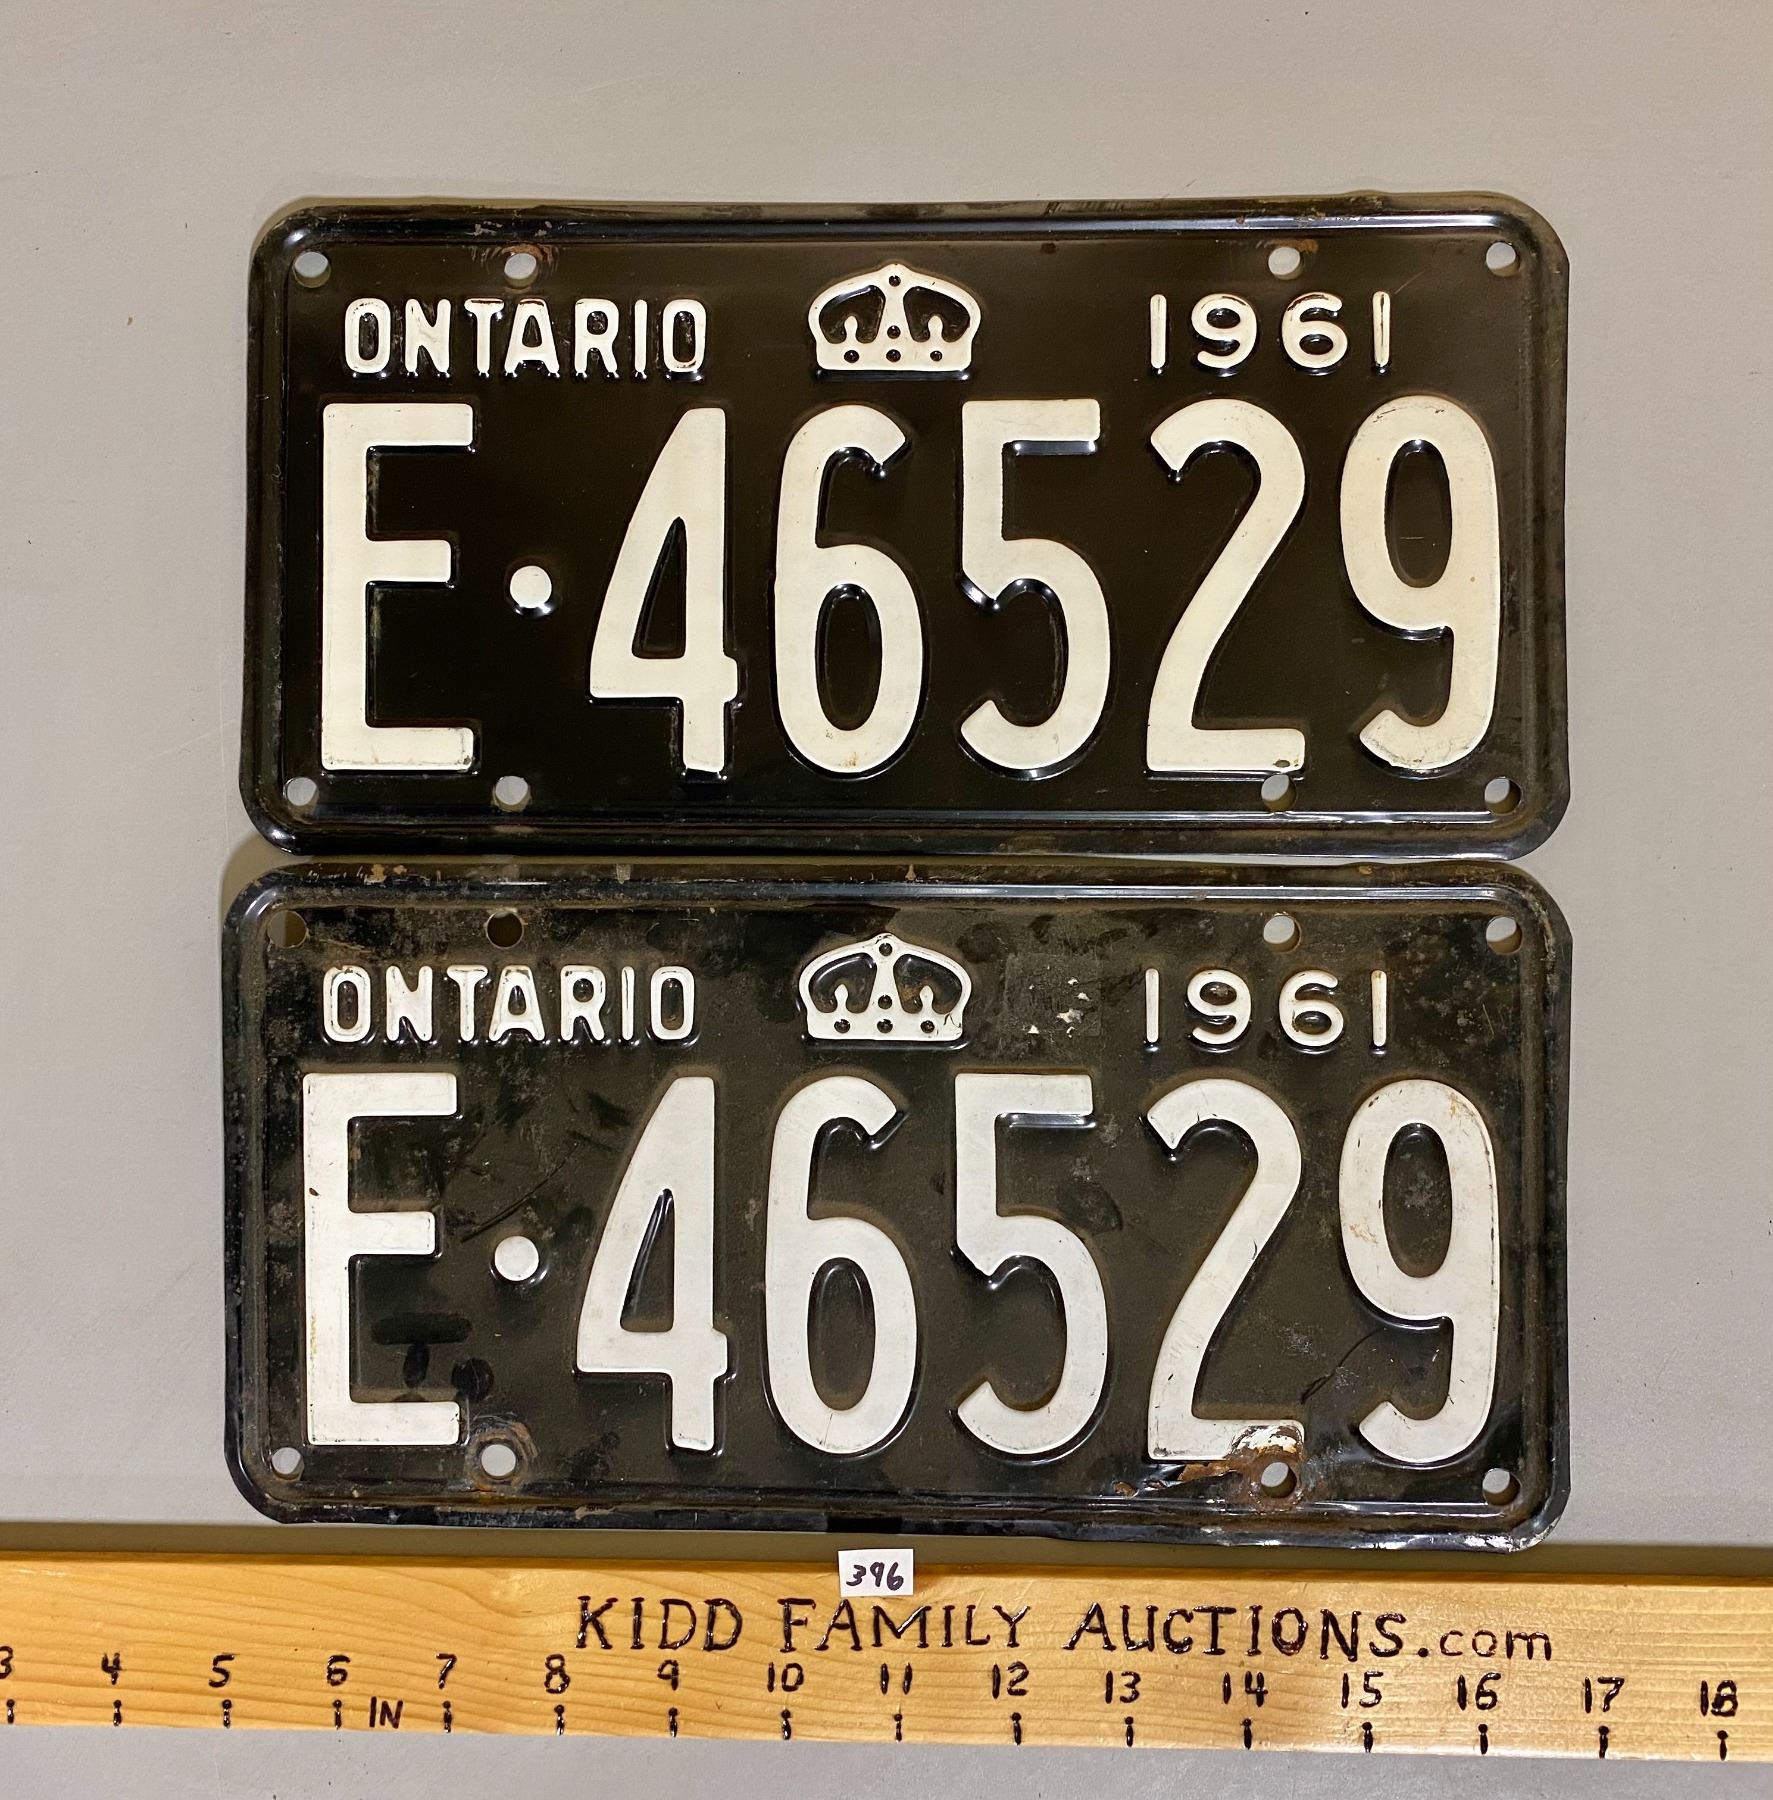 ONTARIO 1961
E·46529
ONTARIO 1961
E·46529
396
KIDD FAMILY AUCTIONS.com
3 4 5 6 7 8 9 10 11 12 13 14 15 16 17 18
IN